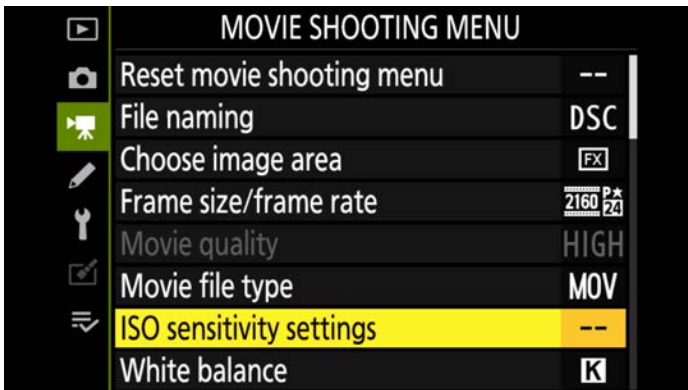 MOVIE SHOOTING MENU
Reset movie shooting menu --
File naming DSC
Choose image area FX
Frame size/frame rate 2160 P★ 24
Movie quality HIGH
Movie file type MOV
ISO sensitivity settings --
White balance K